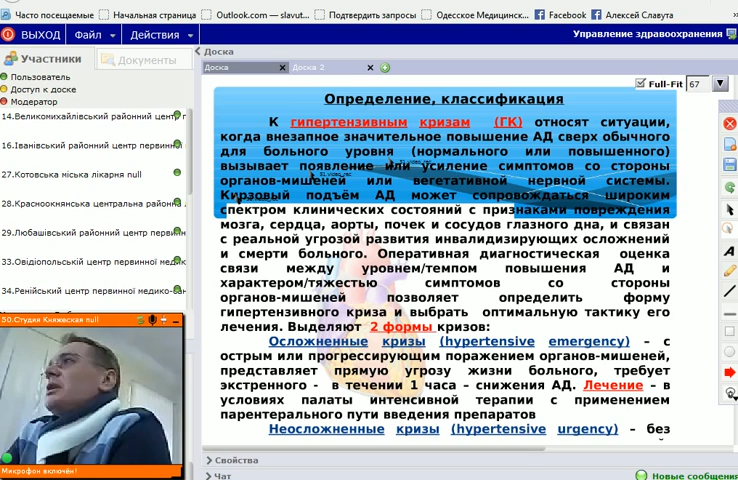 Часто посещаемые Начальная страница Outlook.com — slavut... Подтвердить запросы Одесское Медицинск... Facebook Алексей Славута
ВЫХОД Файл Действия Управление здравоохранения
Участники Документы
Пользователь
Доступ к доске
Модератор
14.Великомихайлівський районний цент
16.Іванівський районний центр первинної
27.Котовська міська лікарня null
28.Красноокнянська центральна районна
29.Любашівський районний центр первинн
33.Овідіопольський центр первинної медик
34.Ренійський центр первинної медико-сан
50.Студия Княжевская null
Микрофон включён!
Доска
Доска Доска 2
Full-Fit 67
Определение, классификация
К гипертензивным кризам (ГК) относят ситуации,
когда внезапное значительное повышение АД сверх обычного
для больного уровня (нормального или повышенного)
вызывает появление или усиление симптомов со стороны
органов-мишеней или вегетативной нервной системы.
Кризовый подъём АД может сопровождаться широким
спектром клинических состояний с признаками повреждения
мозга, сердца, аорты, почек и сосудов глазного дна, и связан
с реальной угрозой развития инвалидизирующих осложнений
и смерти больного. Оперативная диагностическая оценка
связи между уровнем/темпом повышения АД и
характером/тяжестью симптомов со стороны
органов-мишеней позволяет определить форму
гипертензивного криза и выбрать оптимальную тактику его
лечения. Выделяют 2 формы кризов:
Осложненные кризы (hypertensive emergency) – с
острым или прогрессирующим поражением органов-мишеней,
представляет прямую угрозу жизни больного, требует
экстренного - в течении 1 часа – снижения АД. Лечение – в
условиях палаты интенсивной терапии с применением
парентерального пути введения препаратов
Неосложненные кризы (hypertensive urgency) – без
Свойства
Чат
Новые сообщения